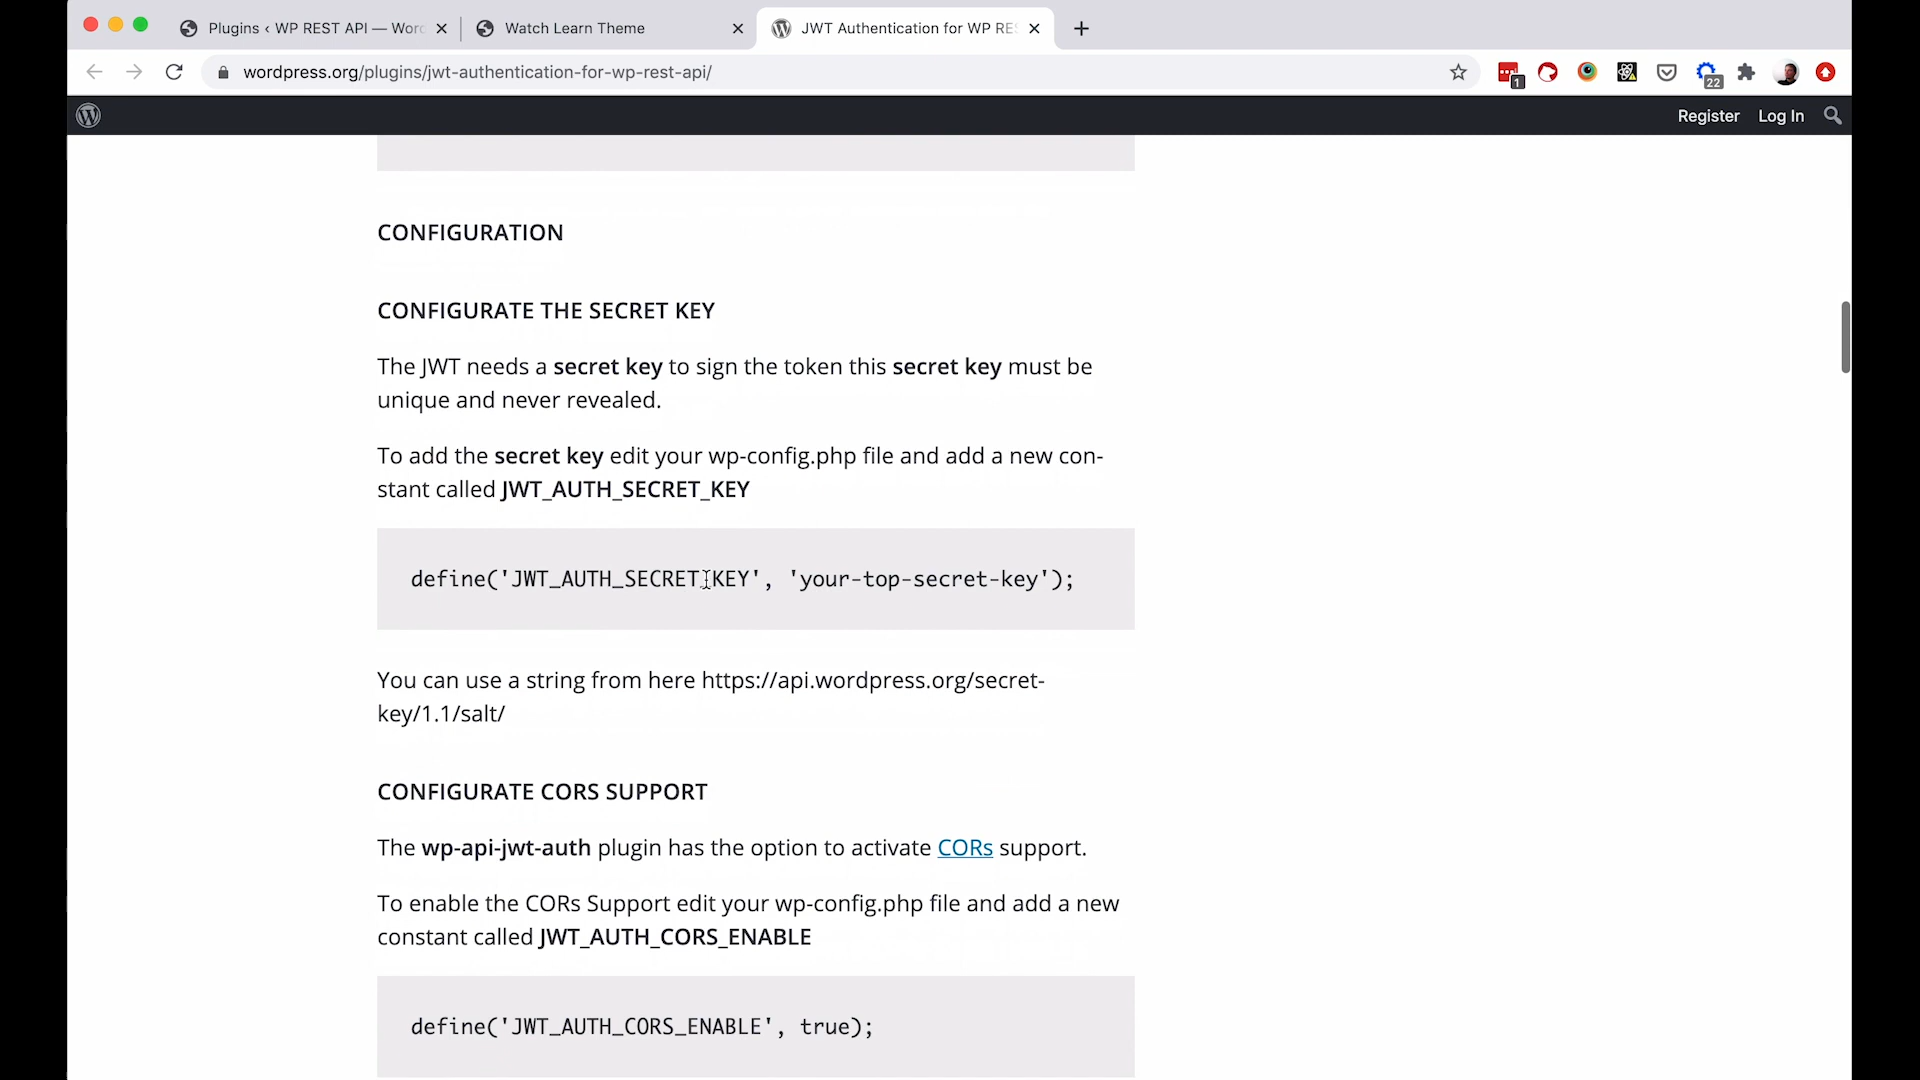 Plugins ‹ WP REST API — Wor
Watch Learn Theme
JWT Authentication for WP RE
wordpress.org/plugins/jwt-authentication-for-wp-rest-api/
1
22
Register
Log In
CONFIGURATION
CONFIGURATE THE SECRET KEY
The JWT needs a secret key to sign the token this secret key must be
unique and never revealed.
To add the secret key edit your wp-config.php file and add a new con-
stant called JWT_AUTH_SECRET_KEY
define('JWT_AUTH_SECRET_KEY', 'your-top-secret-key');
You can use a string from here https://api.wordpress.org/secret-
key/1.1/salt/
CONFIGURATE CORS SUPPORT
The wp-api-jwt-auth plugin has the option to activate CORs support.
To enable the CORs Support edit your wp-config.php file and add a new
constant called JWT_AUTH_CORS_ENABLE
define('JWT_AUTH_CORS_ENABLE', true);